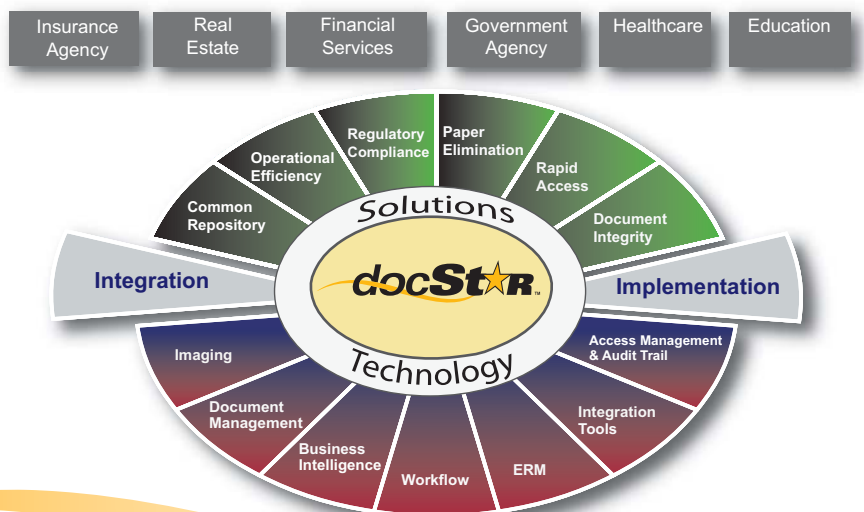 Insurance
Agency
Real
Estate
Financial
Services
Government
Agency
Healthcare
Education
Common
Repository
Operational
Efficiency
Regulatory
Compliance
Paper
Elimination
Rapid
Access
Document
Integrity
Solutions
Integration
docStar™
Implementation
Technology
Imaging
Document
Management
Business
Intelligence
Workflow
ERM
Integration
Tools
Access Management
& Audit Trail